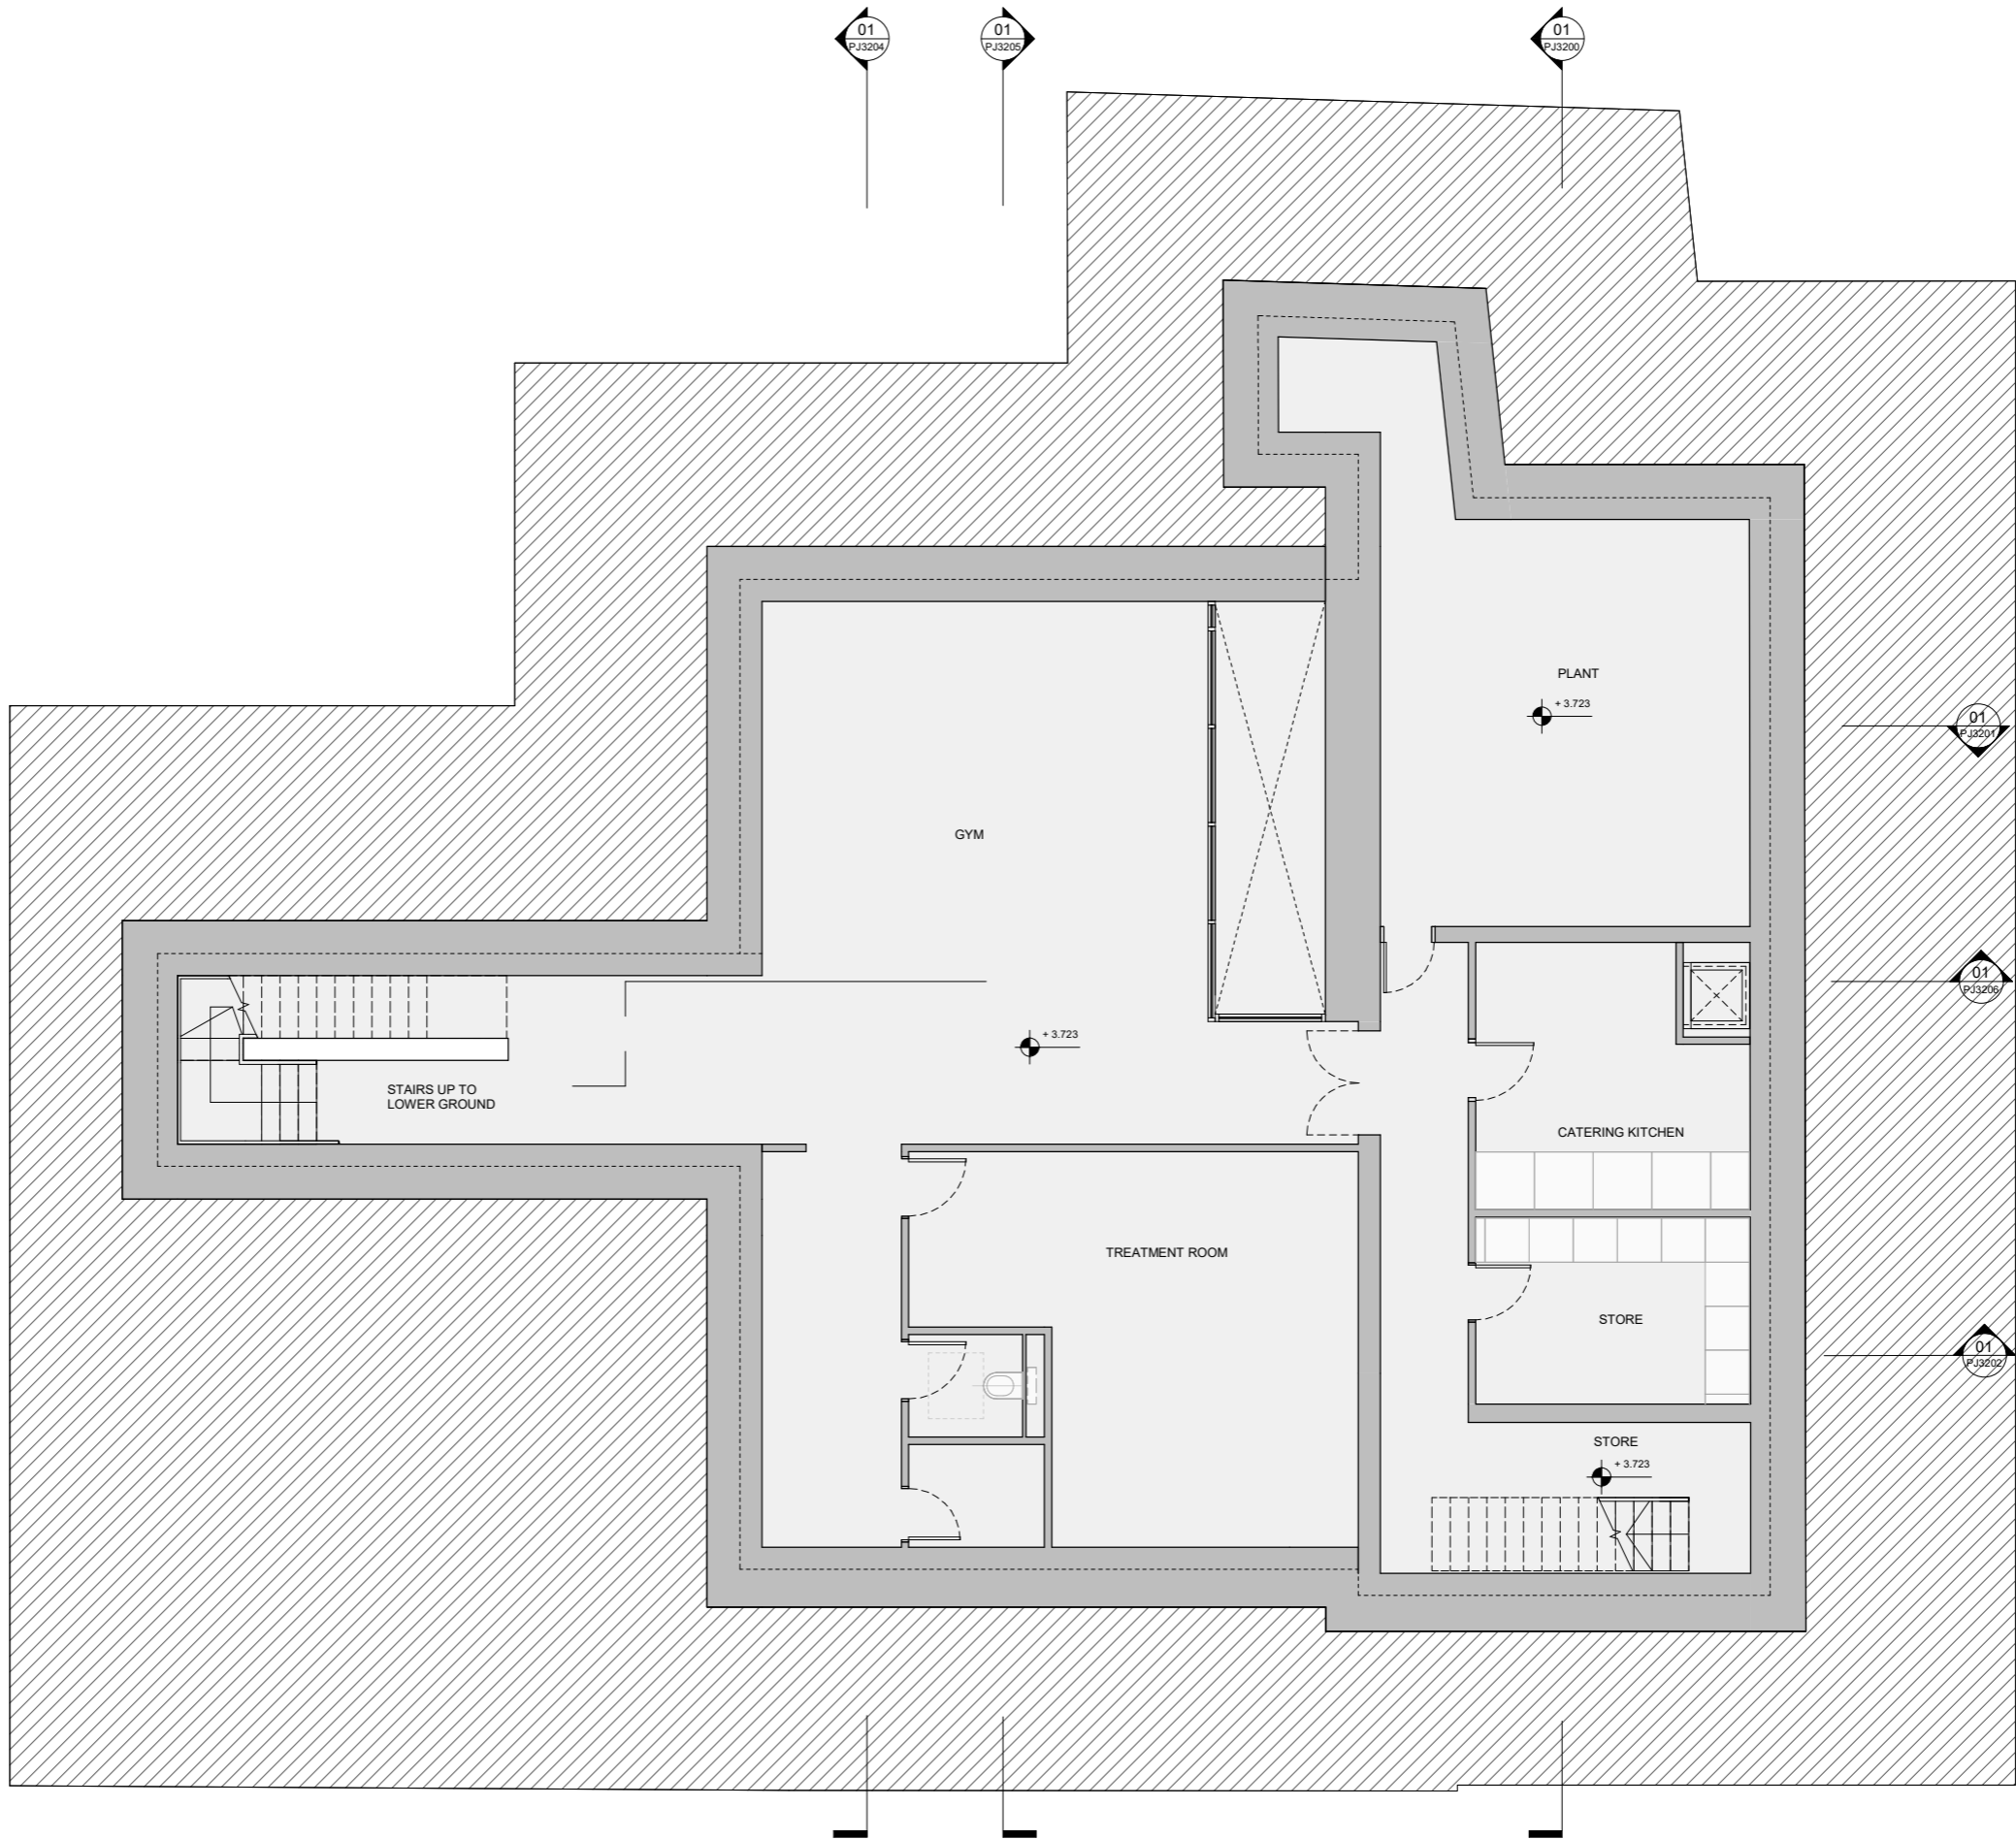 01
PJ3204
01
PJ3205
01
PJ3200
PLANT
+ 3.723
01
PJ3201
GYM
01
PJ3206
+ 3.723
STAIRS UP TO
LOWER GROUND
CATERING KITCHEN
TREATMENT ROOM
STORE
01
PJ3202
STORE
+ 3.723